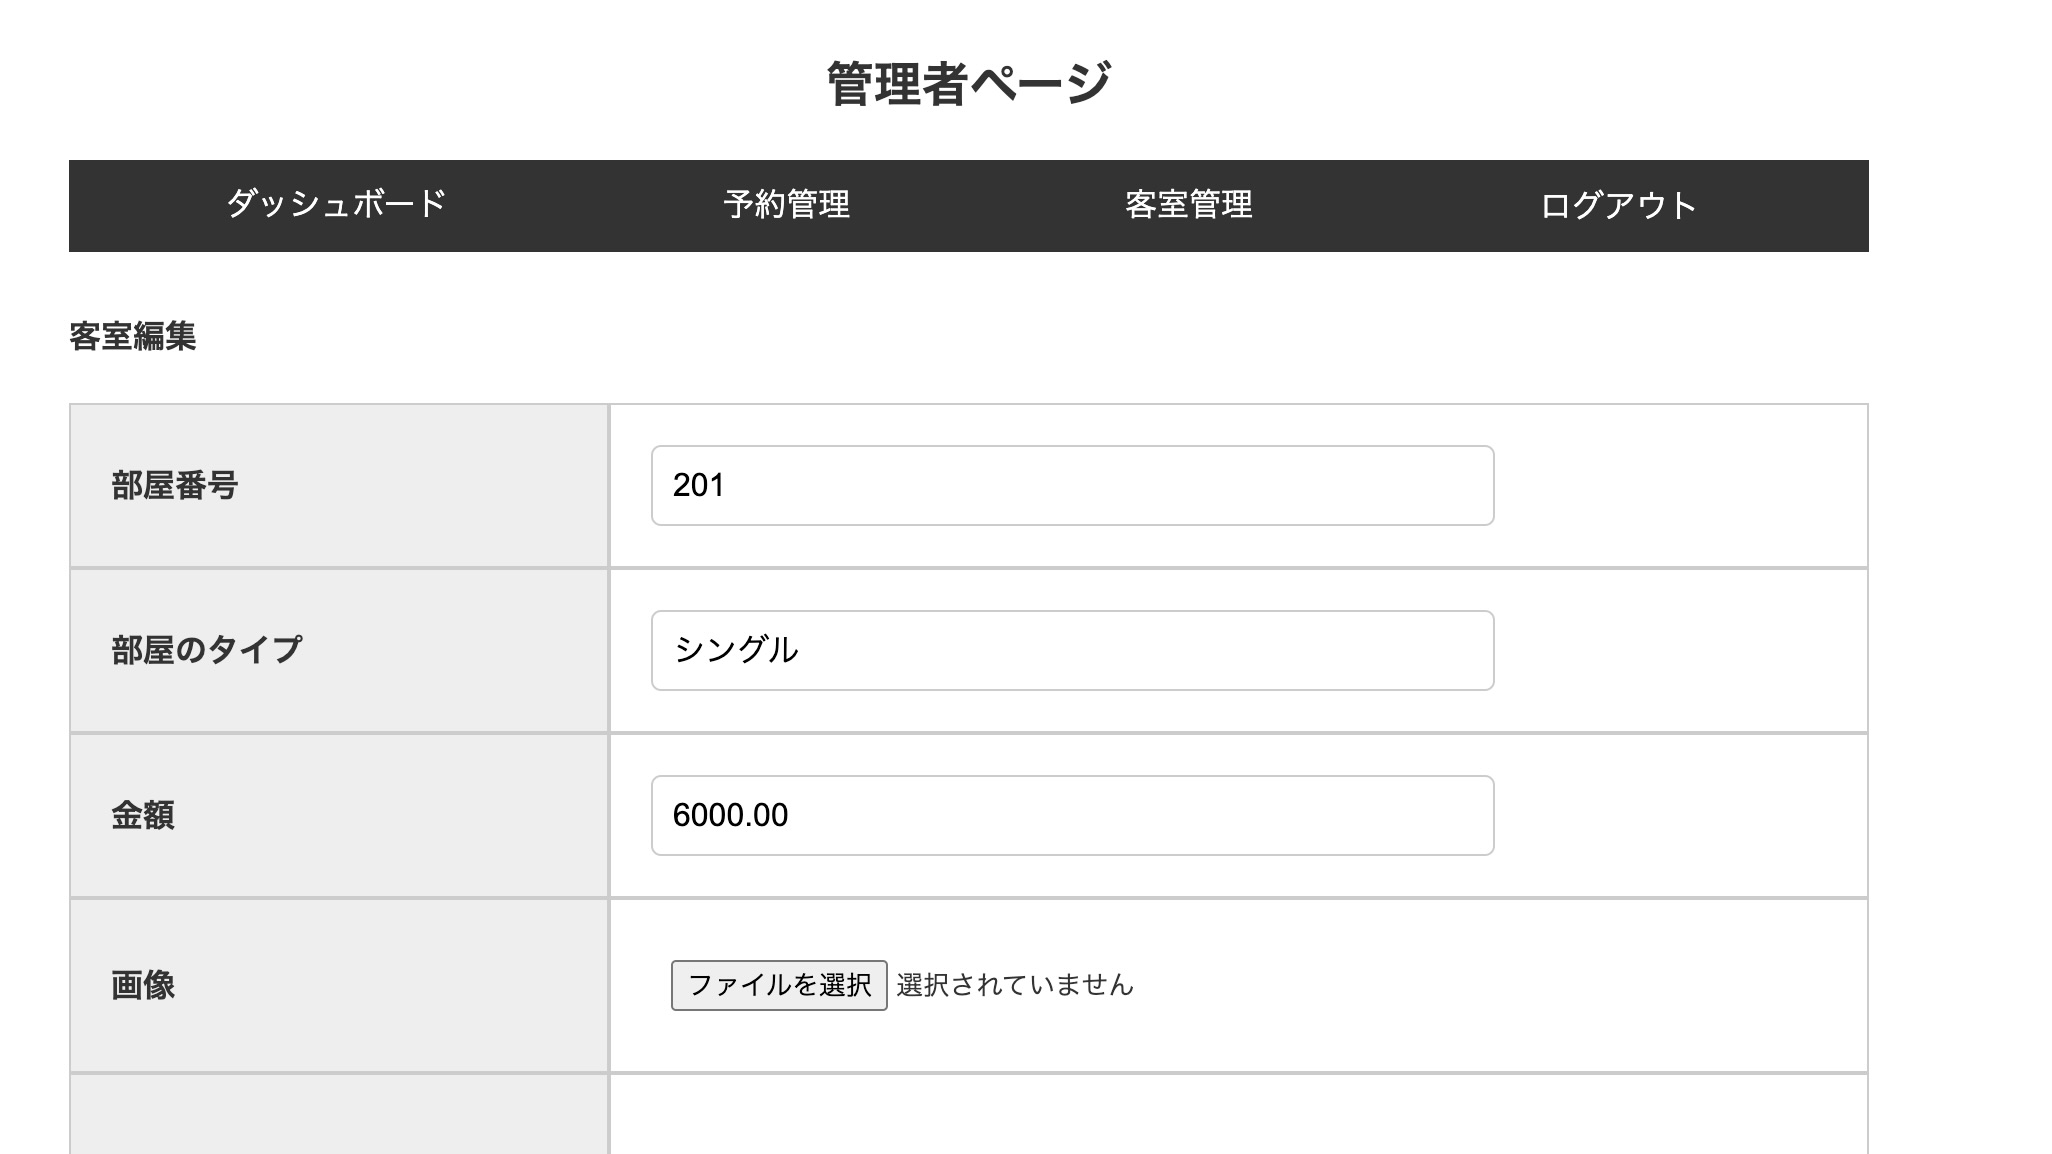 管理者ページ
ダッシュボード 予約管理 客室管理 ログアウト
客室編集
部屋番号 201
部屋のタイプ シングル
金額 6000.00
画像 ファイルを選択 選択されていません